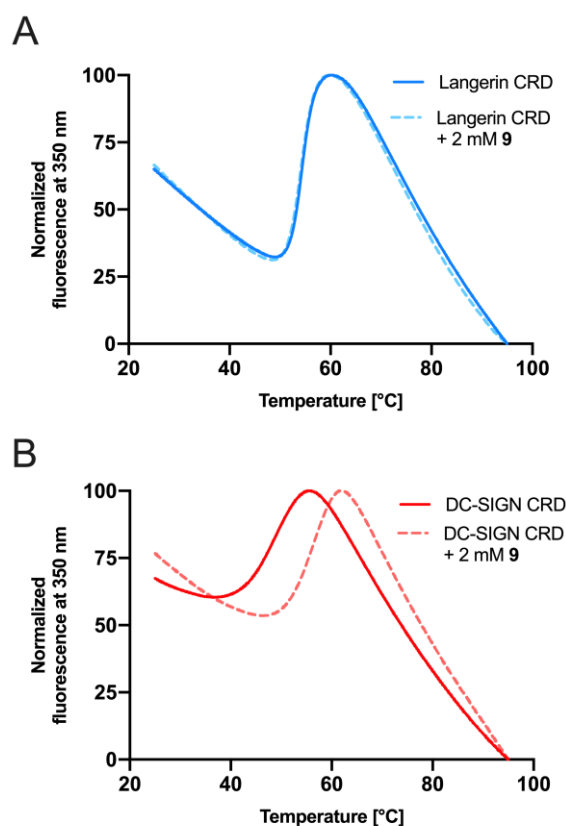 A
Normalized
fluorescence at 350 nm
100
75
50
25
0
20
40
60
80
100
Temperature [°C]
Langerin CRD
Langerin CRD
+ 2 mM 9
B
Normalized
fluorescence at 350 nm
100
75
50
25
0
20
40
60
80
100
Temperature [°C]
DC-SIGN CRD
DC-SIGN CRD
+ 2 mM 9